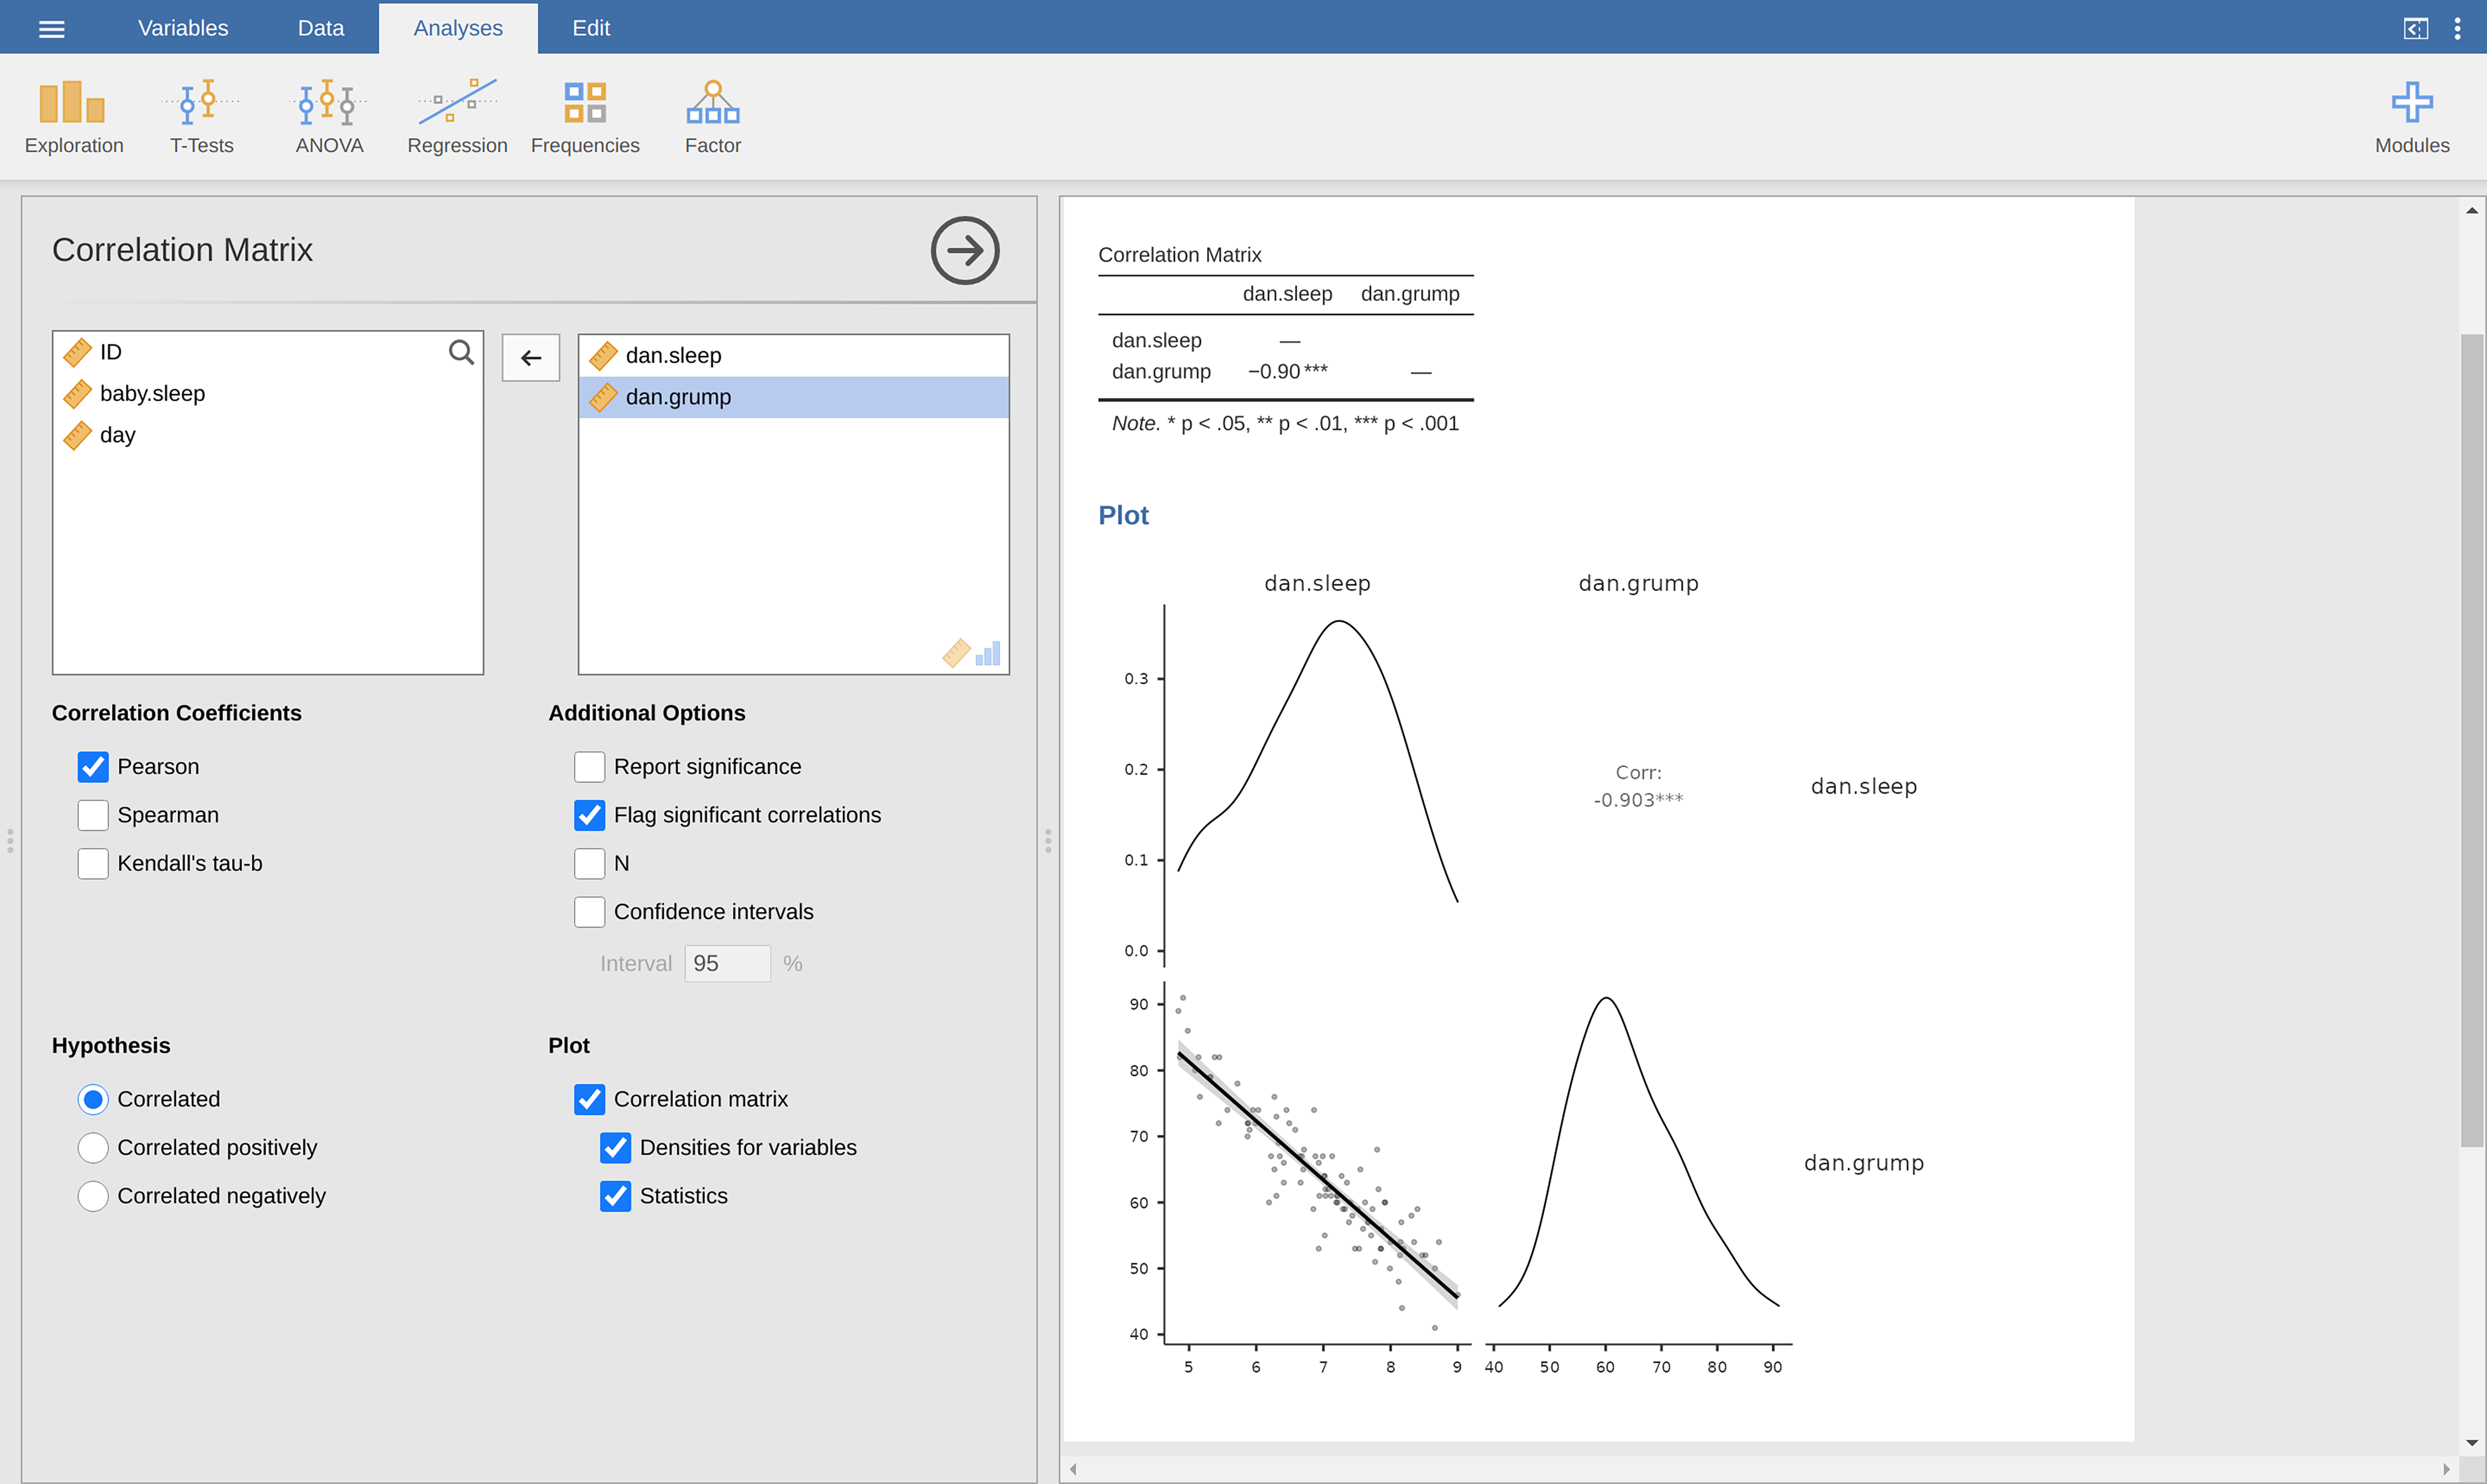 Variables Data Analyses Edit
Exploration T-Tests ANOVA Regression Frequencies Factor Modules
Correlation Matrix
ID
baby.sleep
day
dan.sleep
dan.grump
Correlation Coefficients
Pearson
Spearman
Kendall's tau-b
Additional Options
Report significance
Flag significant correlations
N
Confidence intervals
Interval 95 %
Hypothesis
Correlated
Correlated positively
Correlated negatively
Plot
Correlation matrix
Densities for variables
Statistics
Correlation Matrix
dan.sleep dan.grump
dan.sleep —
dan.grump −0.90 *** —
Note. * p < .05, ** p < .01, *** p < .001
Plot
dan.sleep dan.grump
0.3
0.2
0.1
0.0
Corr:
-0.903***
dan.sleep
90
80
70
60
50
40
dan.grump
5 6 7 8 9 40 50 60 70 80 90